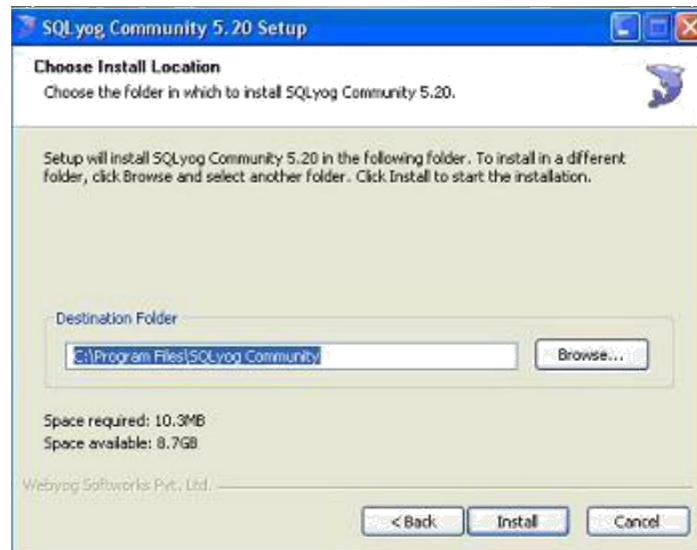 SQLyog Community 5.20 Setup
Choose Install Location
Choose the folder in which to install SQLyog Community 5.20.
Setup will install SQLyog Community 5.20 in the following folder. To install in a different
folder, click Browse and select another folder. Click Install to start the installation.
Destination Folder
C:\Program Files\SQLyog Community
Browse...
Space required: 10.3MB
Space available: 8.7GB
Webyog Softworks Pvt. Ltd.
< Back Install Cancel